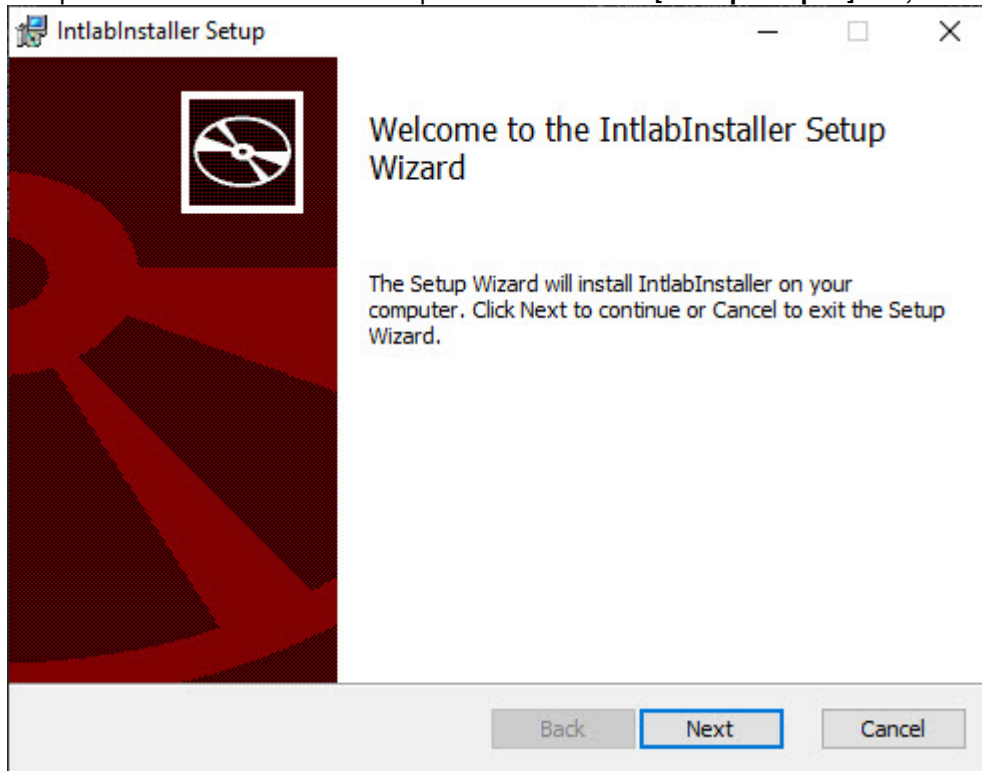 IntlabInstaller Setup
Welcome to the IntlabInstaller Setup
Wizard
The Setup Wizard will install IntlabInstaller on your
computer. Click Next to continue or Cancel to exit the Setup
Wizard.
Back
Next
Cancel